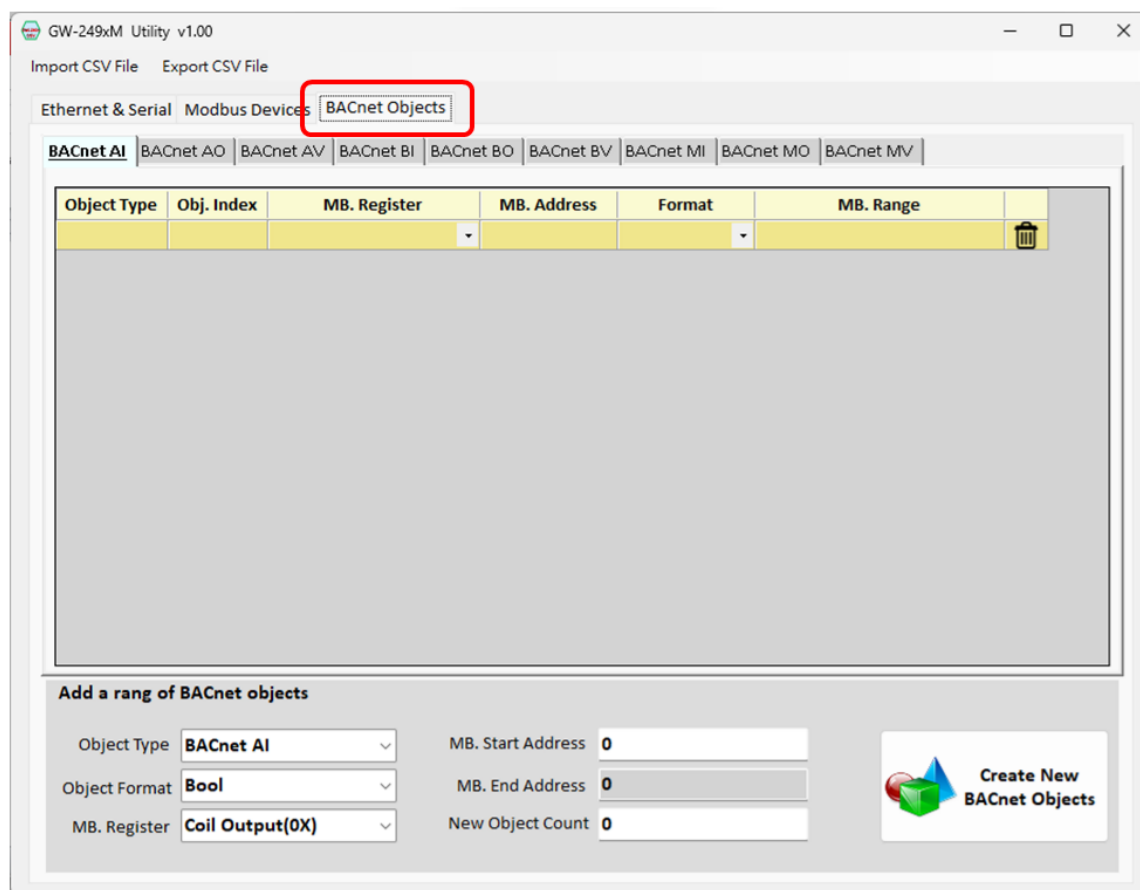 GW-249xM Utility v1.00
Import CSV File Export CSV File
Ethernet & Serial Modbus Devices BACnet Objects
BACnet AI BACnet AO BACnet AV BACnet BI BACnet BO BACnet BV BACnet MI BACnet MO BACnet MV
Object Type Obj. Index MB. Register MB. Address Format MB. Range
Add a rang of BACnet objects
Object Type BACnet AI MB. Start Address 0
Object Format Bool MB. End Address 0
MB. Register Coil Output(0X) New Object Count 0
Create New
BACnet Objects